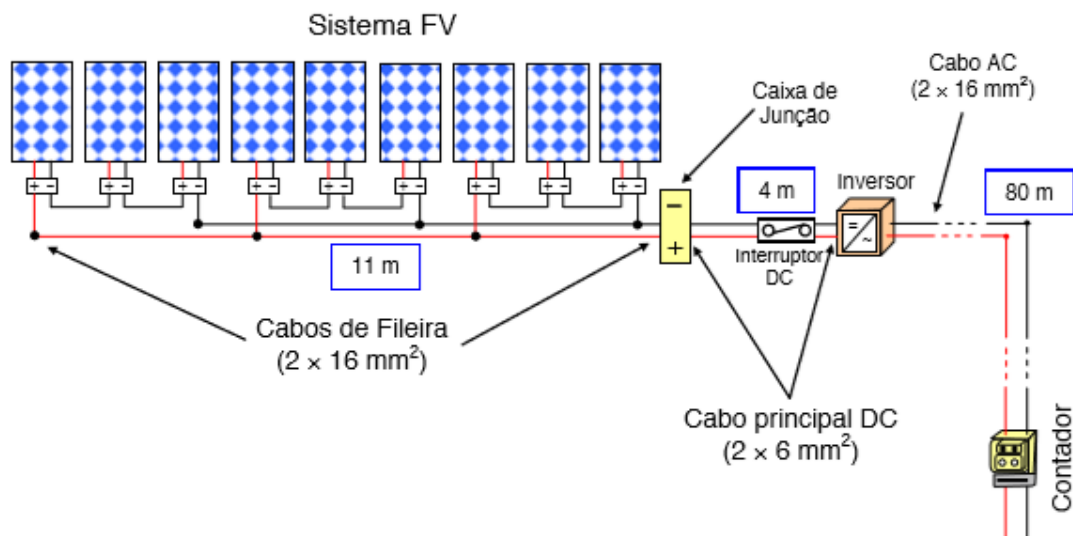 Sistema FV
Cabo AC
(2 × 16 mm²)
Caixa de
Junção
4 m
Inversor
80 m
+ -
+ -
+ -
+ -
+ -
+ -
+ -
+ -
+ -
−
+
=
~
11 m
Interruptor
DC
Cabos de Fileira
(2 × 16 mm²)
Cabo principal DC
(2 × 6 mm²)
Contador